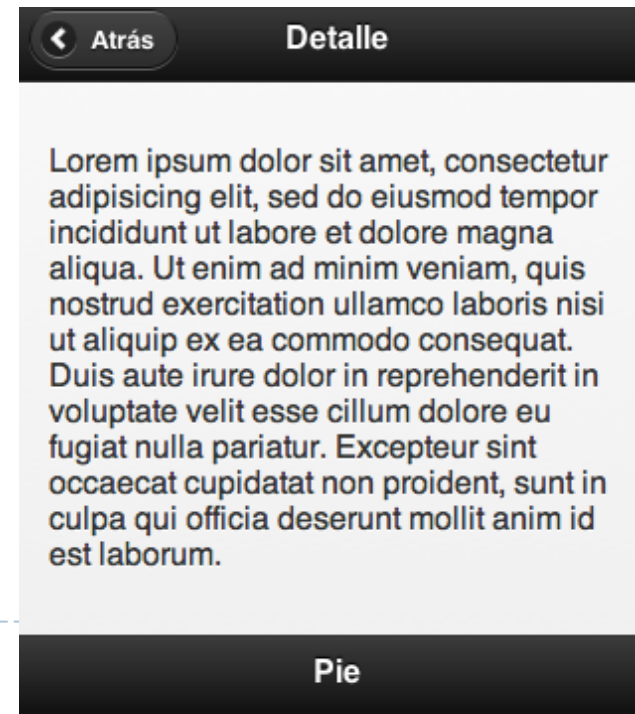 Atrás Detalle
Lorem ipsum dolor sit amet, consectetur
adipisicing elit, sed do eiusmod tempor
incididunt ut labore et dolore magna
aliqua. Ut enim ad minim veniam, quis
nostrud exercitation ullamco laboris nisi
ut aliquip ex ea commodo consequat.
Duis aute irure dolor in reprehenderit in
voluptate velit esse cillum dolore eu
fugiat nulla pariatur. Excepteur sint
occaecat cupidatat non proident, sunt in
culpa qui officia deserunt mollit anim id
est laborum.
Pie